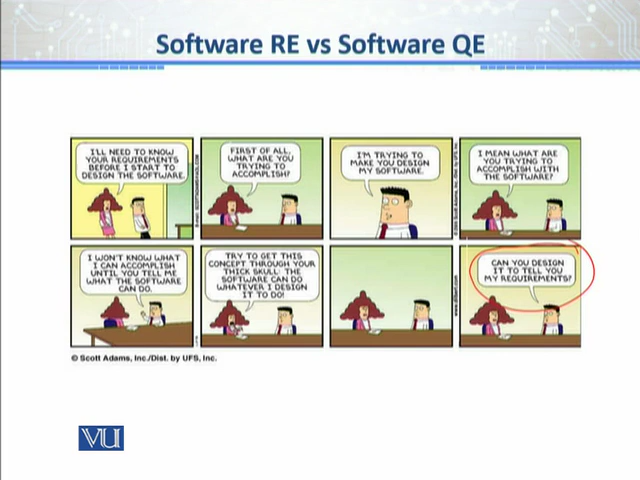 Software RE vs Software QE
I'LL NEED TO KNOW
YOUR REQUIREMENTS
BEFORE I START TO
DESIGN THE SOFTWARE.
FIRST OF ALL,
WHAT ARE YOU
TRYING TO
ACCOMPLISH?
I'M TRYING TO
MAKE YOU DESIGN
MY SOFTWARE.
I MEAN WHAT ARE
YOU TRYING TO
ACCOMPLISH WITH
THE SOFTWARE?
I WON'T KNOW WHAT
I CAN ACCOMPLISH
UNTIL YOU TELL ME
WHAT THE SOFTWARE
CAN DO.
TRY TO GET THIS
CONCEPT THROUGH YOUR
THICK SKULL: THE
SOFTWARE CAN DO
WHATEVER I DESIGN
IT TO DO!
CAN YOU DESIGN
IT TO TELL YOU
MY REQUIREMENTS?
© Scott Adams, Inc./Dist. by UFS, Inc.
VU